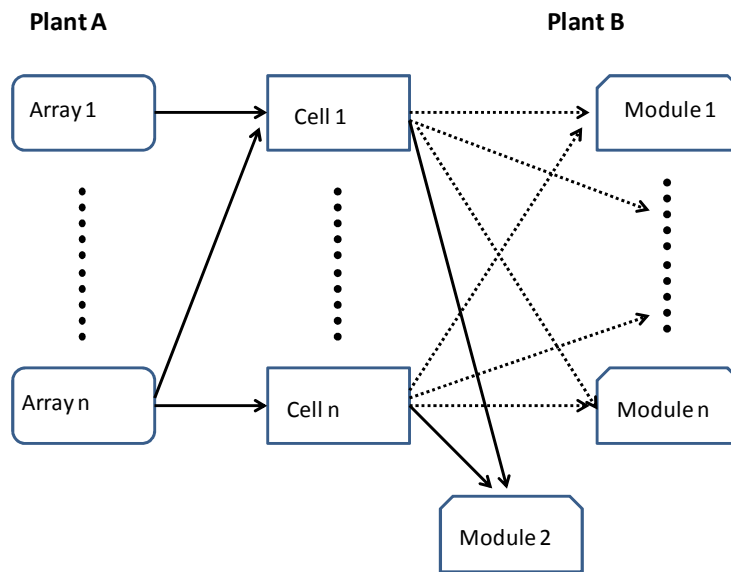 Plant A
Plant B
Array 1
Cell 1
Module 1
Array n
Cell n
Module n
Module 2